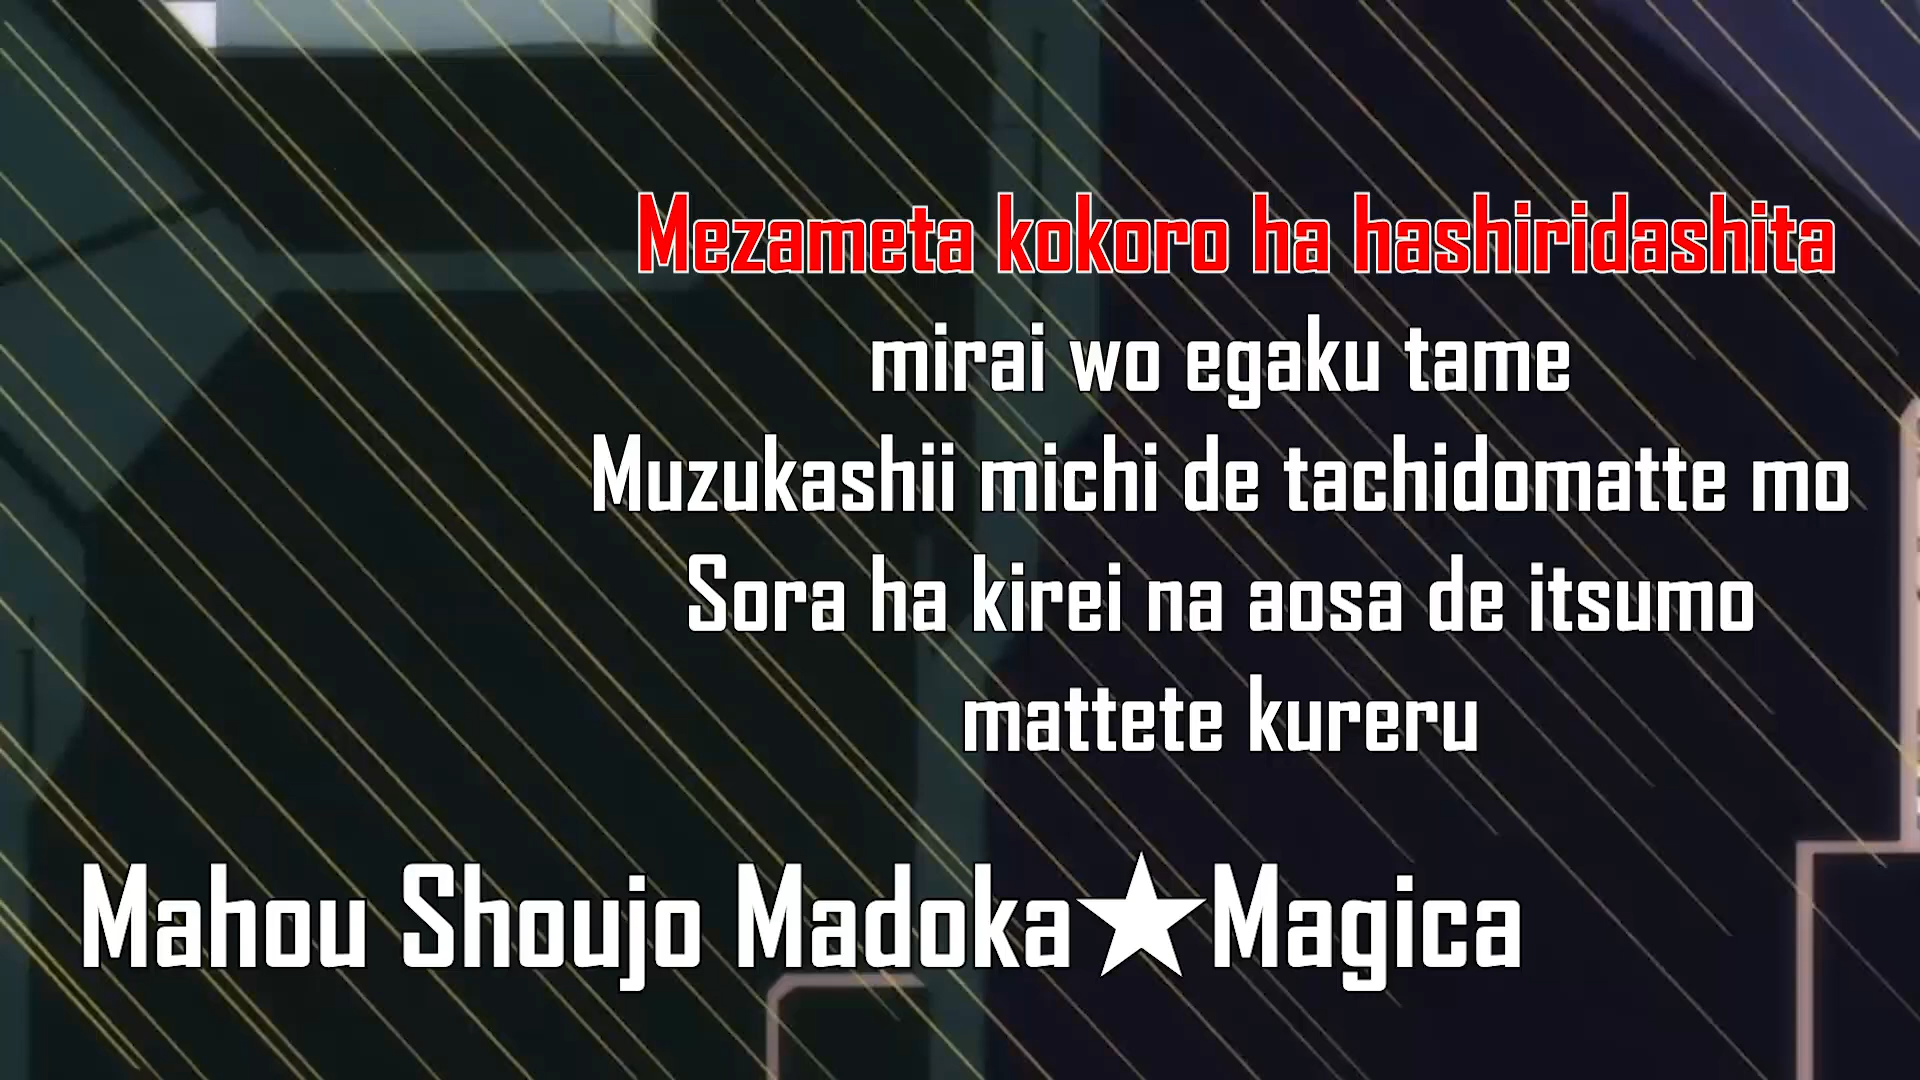 Mezameta kokoro ha hashiridashita
mirai wo egaku tame
Muzukashii michi de tachidomatte mo
Sora ha kirei na aosa de itsumo
mattete kureru
Mahou Shoujo Madoka★Magica